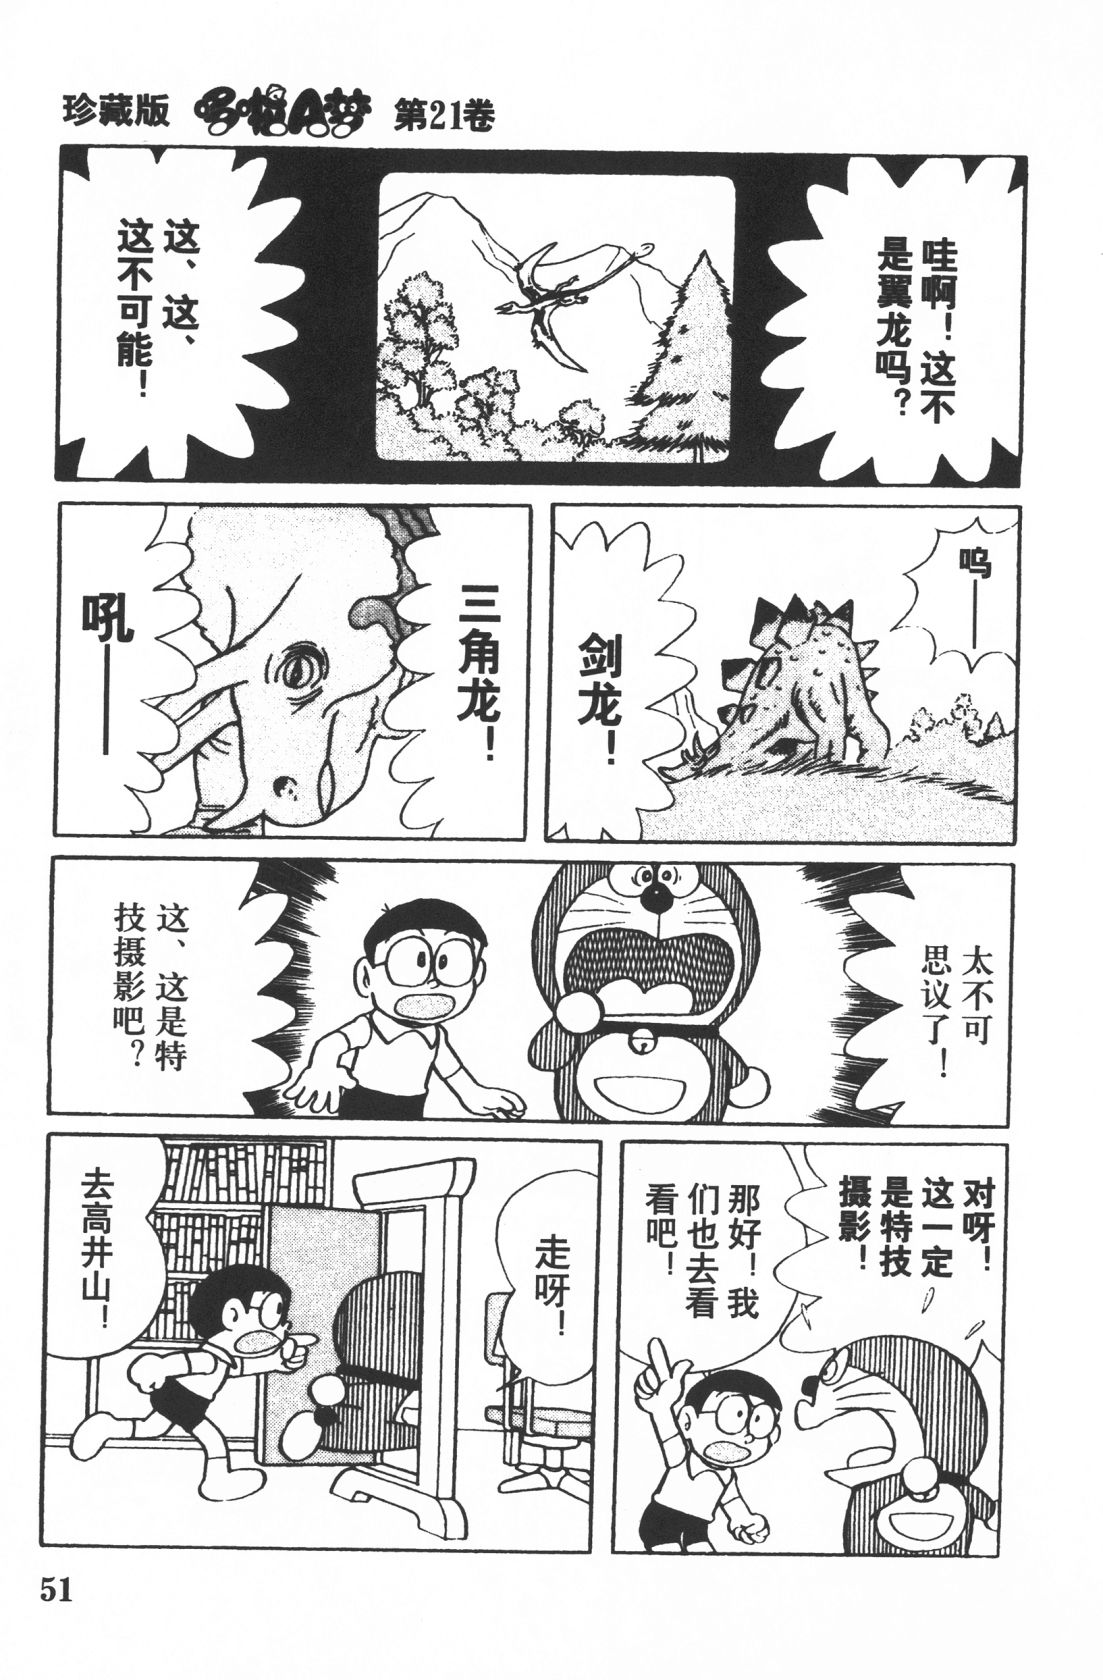 珍藏版 哆啦A梦 第21卷
哇啊！这不
是翼龙吗？
这、这、
这不可能！
呜——
剑龙！
三角龙！
吼——
太不可
思议了！
这、这是特
技摄影吧？
对呀！
这一定
是特技
摄影！
那好！我
们也去看
看吧！
走呀！
去高井山！
51